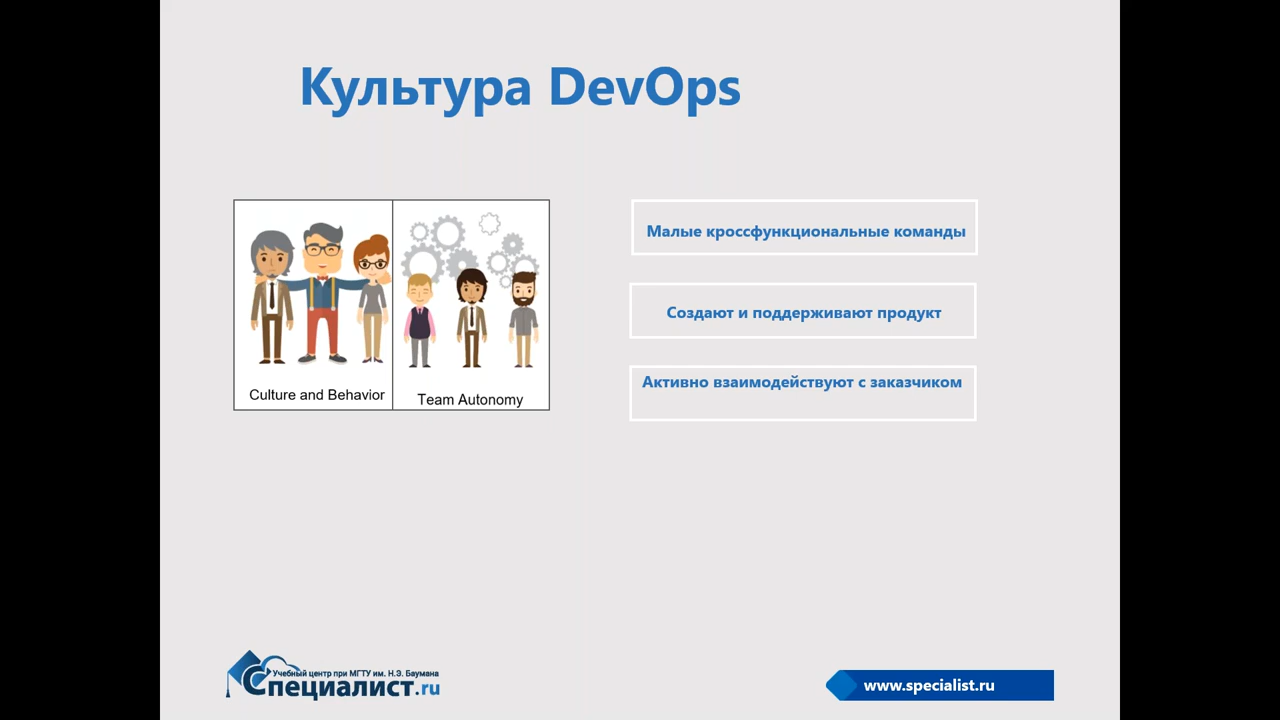 Культура DevOps
Culture and Behavior
Team Autonomy
Малые кроссфункциональные команды
Создают и поддерживают продукт
Активно взаимодействуют с заказчиком
Учебный центр при МГТУ им. Н.Э. Баумана
Специалист.ru
www.specialist.ru